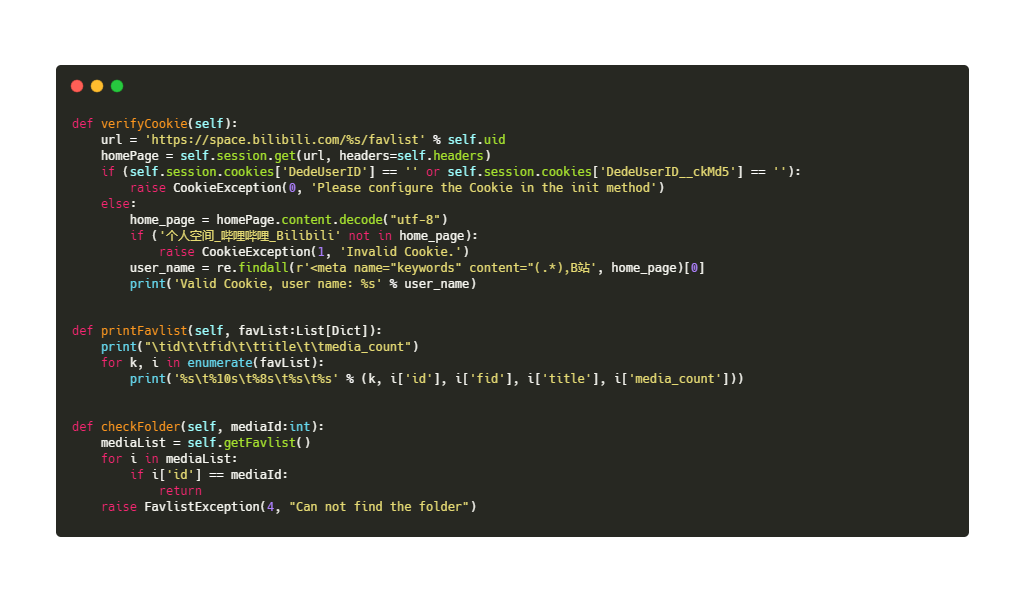 def verifyCookie(self):
    url = 'https://space.bilibili.com/%s/favlist' % self.uid
    homePage = self.session.get(url, headers=self.headers)
    if (self.session.cookies['DedeUserID'] == '' or self.session.cookies['DedeUserID__ckMd5'] == ''):
        raise CookieException(0, 'Please configure the Cookie in the init method')
    else:
        home_page = homePage.content.decode("utf-8")
        if ('个人空间_哔哩哔哩_Bilibili' not in home_page):
            raise CookieException(1, 'Invalid Cookie.')
        user_name = re.findall(r'<meta name="keywords" content="(.*),B站', home_page)[0]
        print('Valid Cookie, user name: %s' % user_name)
def printFavlist(self, favList:List[Dict]):
    print("\tid\t\tfid\t\ttitle\t\tmedia_count")
    for k, i in enumerate(favList):
        print('%s\t%10s\t%8s\t%s\t%s' % (k, i['id'], i['fid'], i['title'], i['media_count']))
def checkFolder(self, mediaId:int):
    mediaList = self.getFavlist()
    for i in mediaList:
        if i['id'] == mediaId:
            return
    raise FavlistException(4, "Can not find the folder")